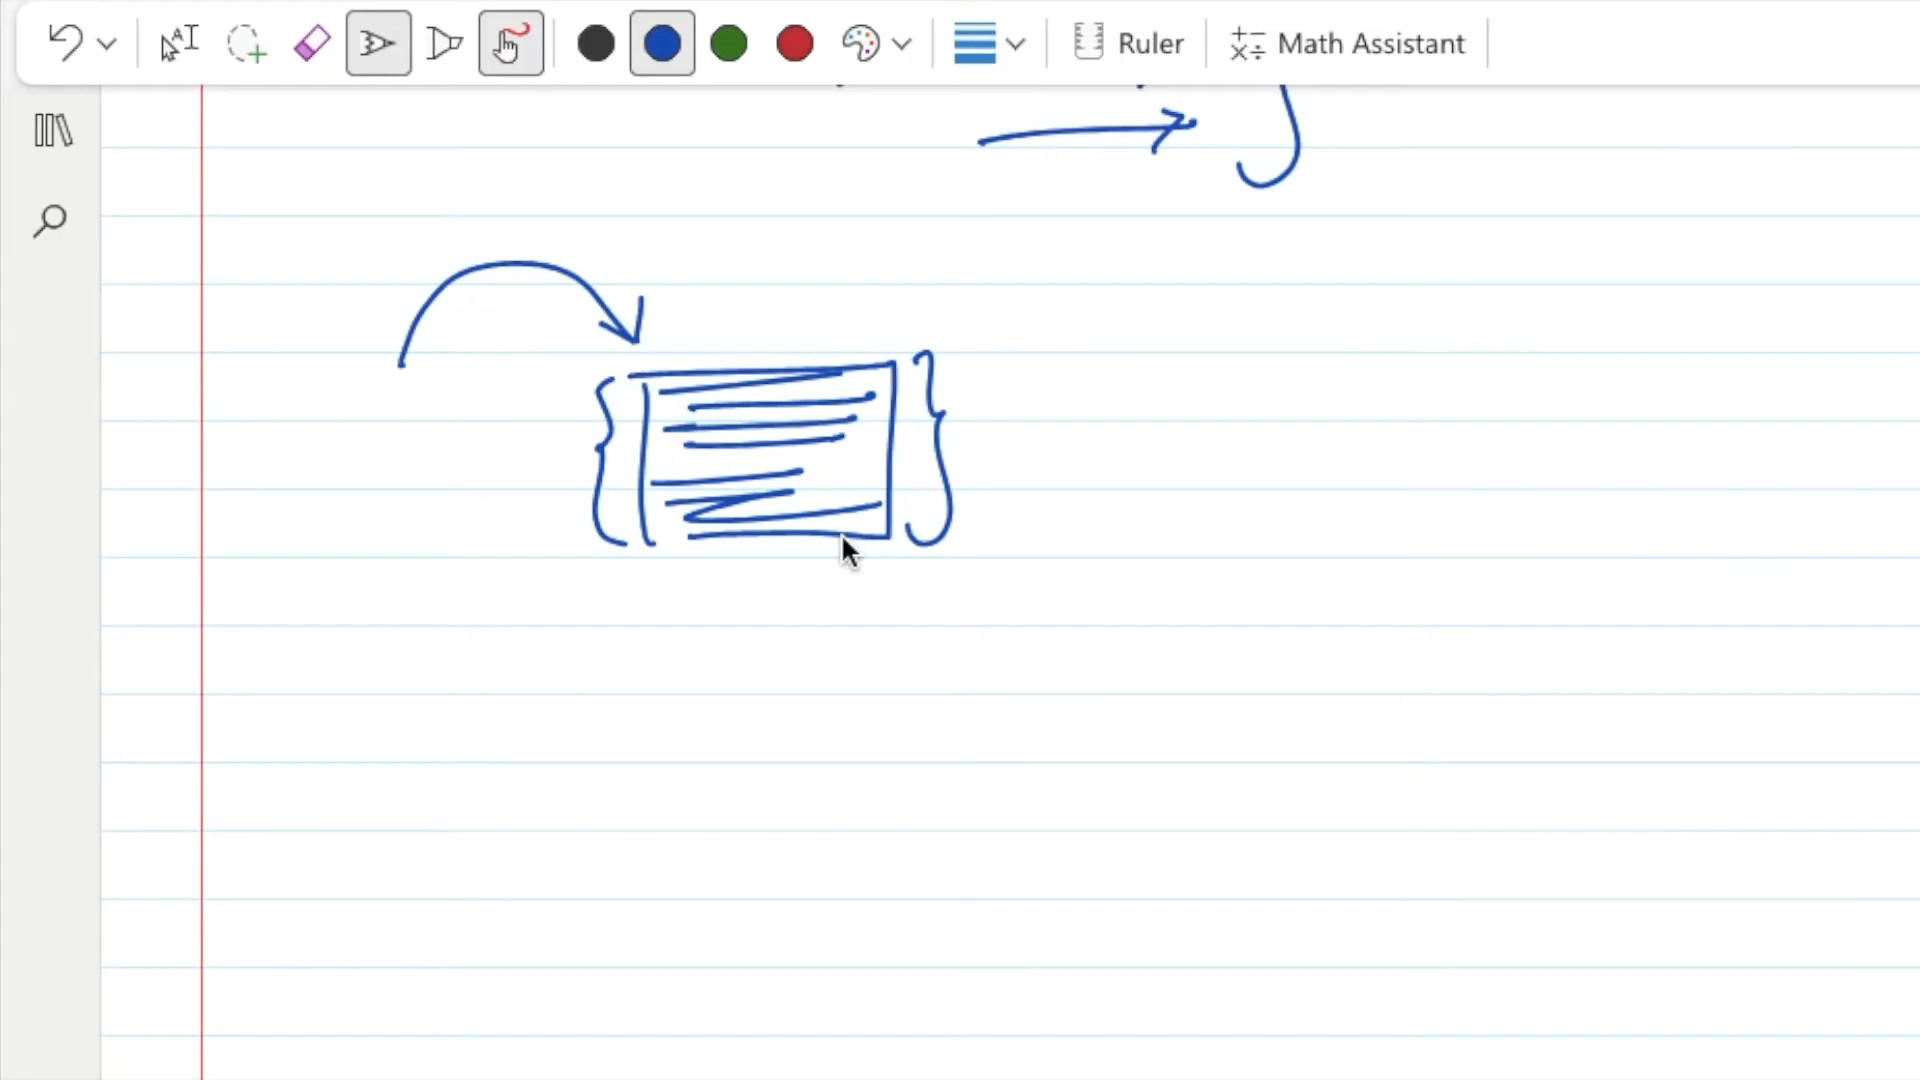 Ruler
Math Assistant
{ }